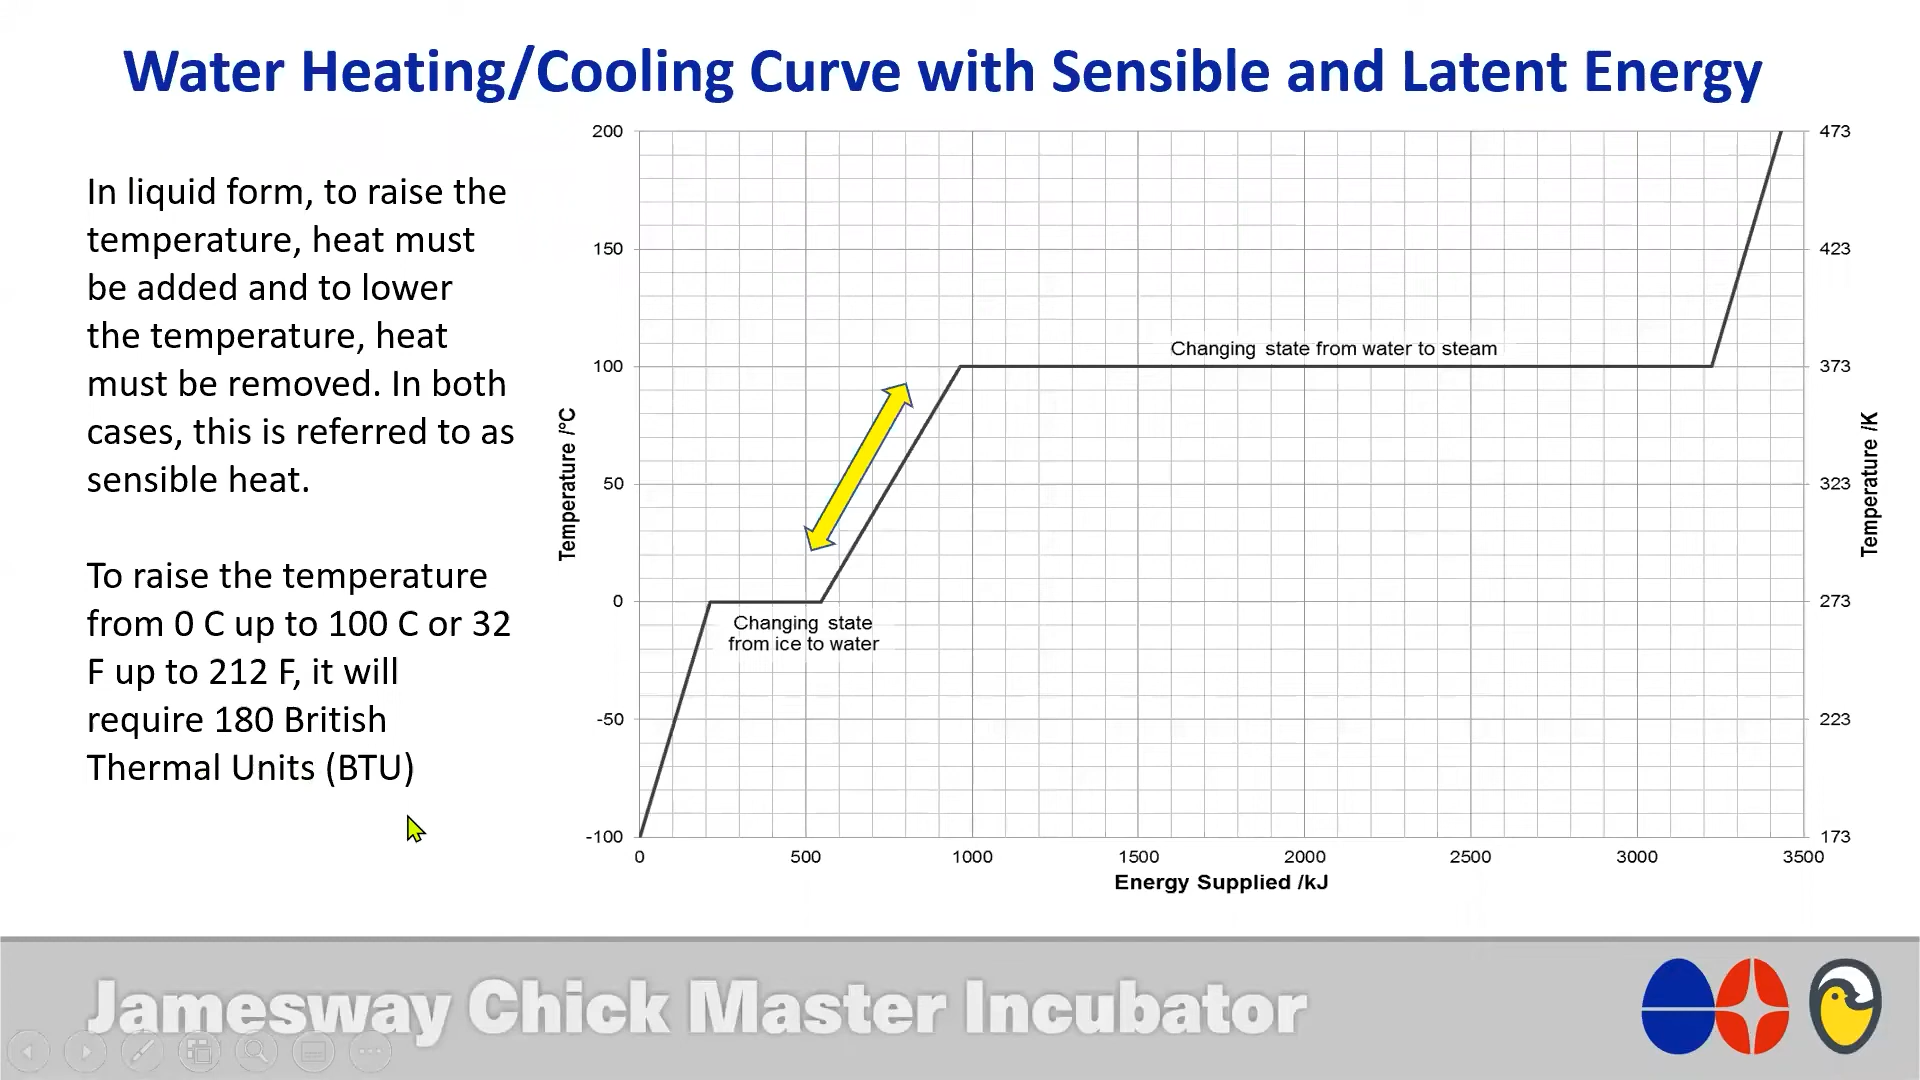 Water Heating/Cooling Curve with Sensible and Latent Energy
In liquid form, to raise the
temperature, heat must
be added and to lower
the temperature, heat
must be removed. In both
cases, this is referred to as
sensible heat.
To raise the temperature
from 0 C up to 100 C or 32
F up to 212 F, it will
require 180 British
Thermal Units (BTU)
Temperature /°C
200
150
100
50
0
-50
-100
Changing state from water to steam
Changing state
from ice to water
473
423
373
323
273
223
173
Temperature /K
0 500 1000 1500 2000 2500 3000 3500
Energy Supplied /kJ
Jamesway Chick Master Incubator